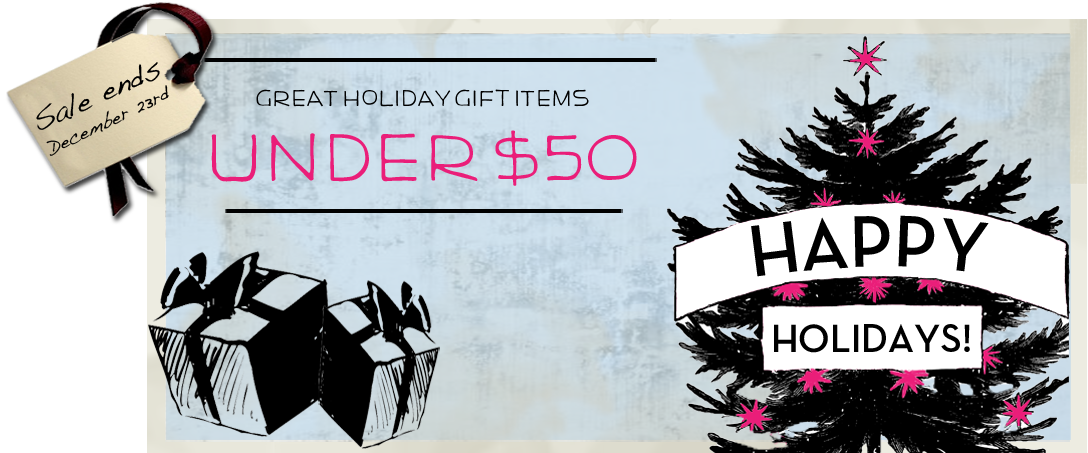 Sale ends
December 23rd
GREAT HOLIDAY GIFT ITEMS
UNDER $50
HAPPY
HOLIDAYS!